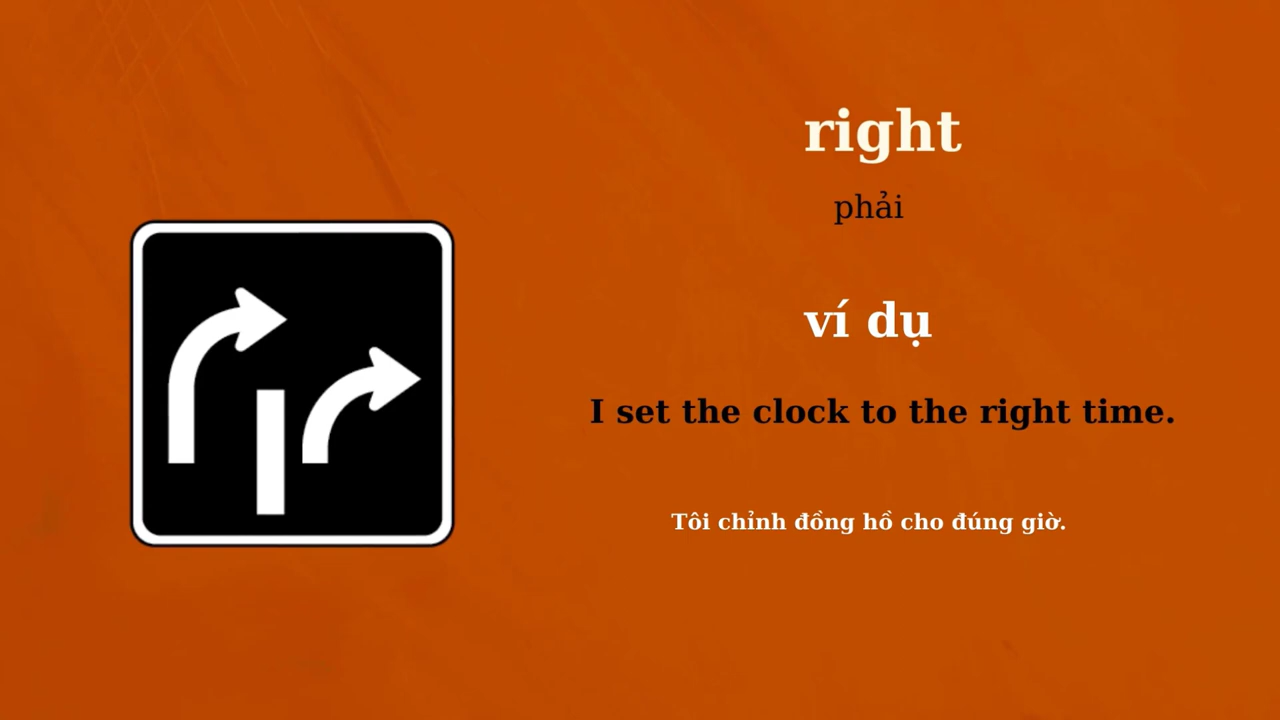 right
phải
ví dụ
I set the clock to the right time.
Tôi chỉnh đồng hồ cho đúng giờ.